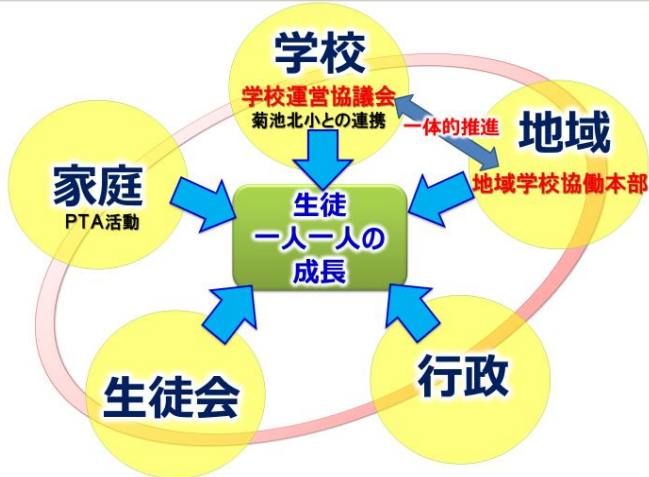 学校
学校運営協議会
菊池北小との連携
一体的推進
地域
地域学校協働本部
家庭
PTA活動
生徒
一人一人の
成長
生徒会
行政